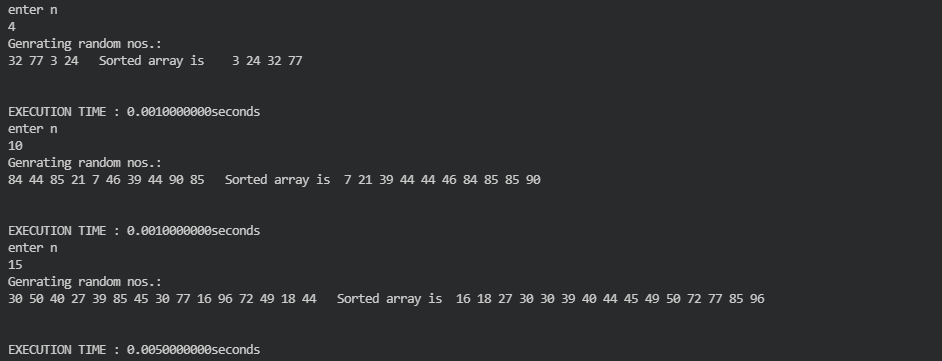 enter n
4
Genrating random nos.:
32 77 3 24   Sorted array is    3 24 32 77
EXECUTION TIME : 0.0010000000seconds
enter n
10
Genrating random nos.:
84 44 85 21 7 46 39 44 90 85   Sorted array is  7 21 39 44 44 46 84 85 85 90
EXECUTION TIME : 0.0010000000seconds
enter n
15
Genrating random nos.:
30 50 40 27 39 85 45 30 77 16 96 72 49 18 44   Sorted array is  16 18 27 30 30 39 40 44 45 49 50 72 77 85 96
EXECUTION TIME : 0.0050000000seconds